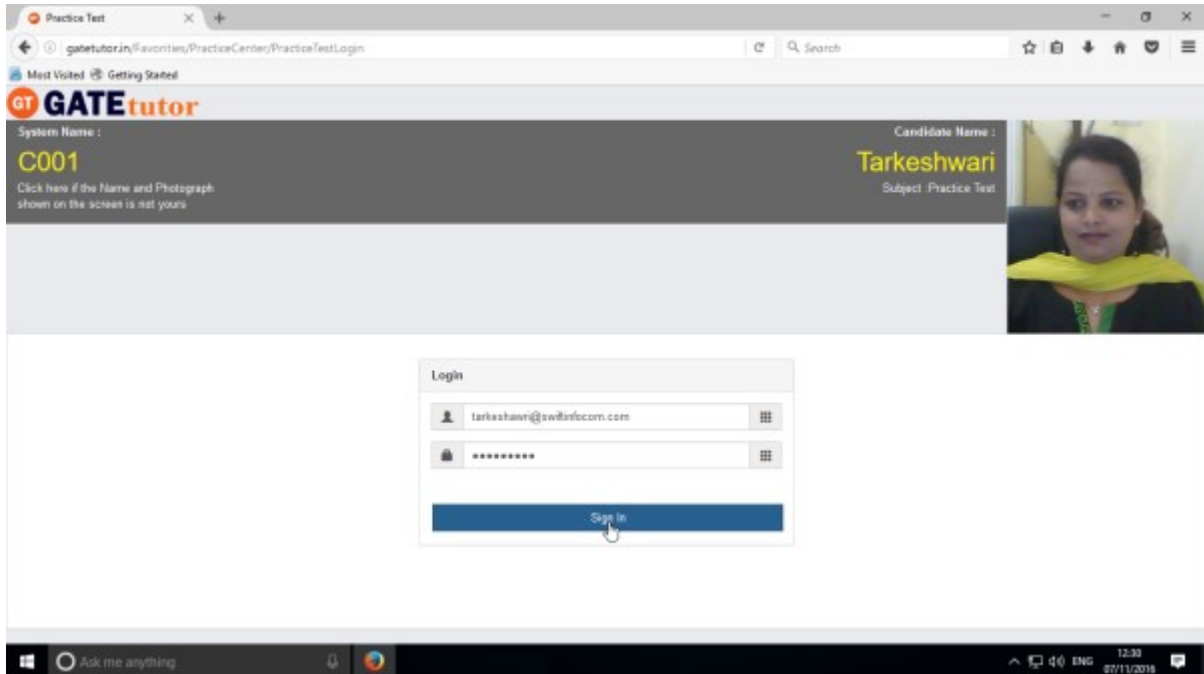 Practice Test
gatetutor.in/Favorities/PracticeCenter/PracticeTestLogin
Search
Most Visited Getting Started
GT GATEtutor
System Name :
C001
Click here if the Name and Photograph
shown on the screen is not yours
Candidate Name :
Tarkeshwari
Subject :Practice Test
Login
tarkeshawri@swiftinfocom.com
Sign In
Ask me anything
ENG
12:30
07/11/2016